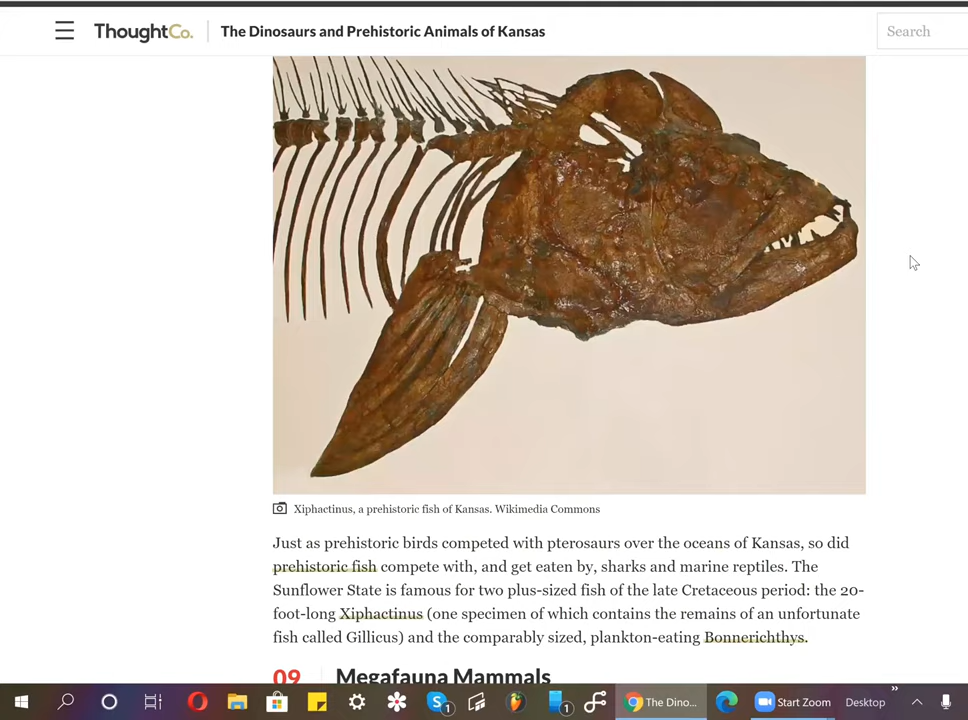 ThoughtCo.
The Dinosaurs and Prehistoric Animals of Kansas
Search
Xiphactinus, a prehistoric fish of Kansas. Wikimedia Commons
Just as prehistoric birds competed with pterosaurs over the oceans of Kansas, so did
prehistoric fish compete with, and get eaten by, sharks and marine reptiles. The
Sunflower State is famous for two plus-sized fish of the late Cretaceous period: the 20-
foot-long Xiphactinus (one specimen of which contains the remains of an unfortunate
fish called Gillicus) and the comparably sized, plankton-eating Bonnerichthys.
09 Megafauna Mammals
1 1 The Dino... Start Zoom Desktop